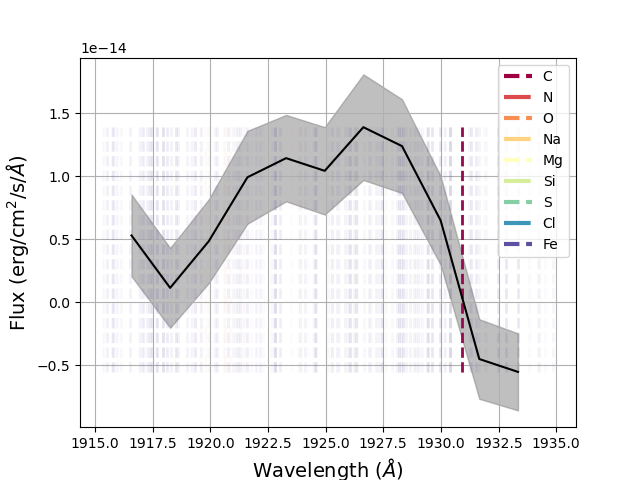 1e−14
1.5
1.0
0.5
0.0
−0.5
Flux (erg/cm²/s/Å)
C
N
O
Na
Mg
Si
S
Cl
Fe
1915.0 1917.5 1920.0 1922.5 1925.0 1927.5 1930.0 1932.5 1935.0
Wavelength (Å)